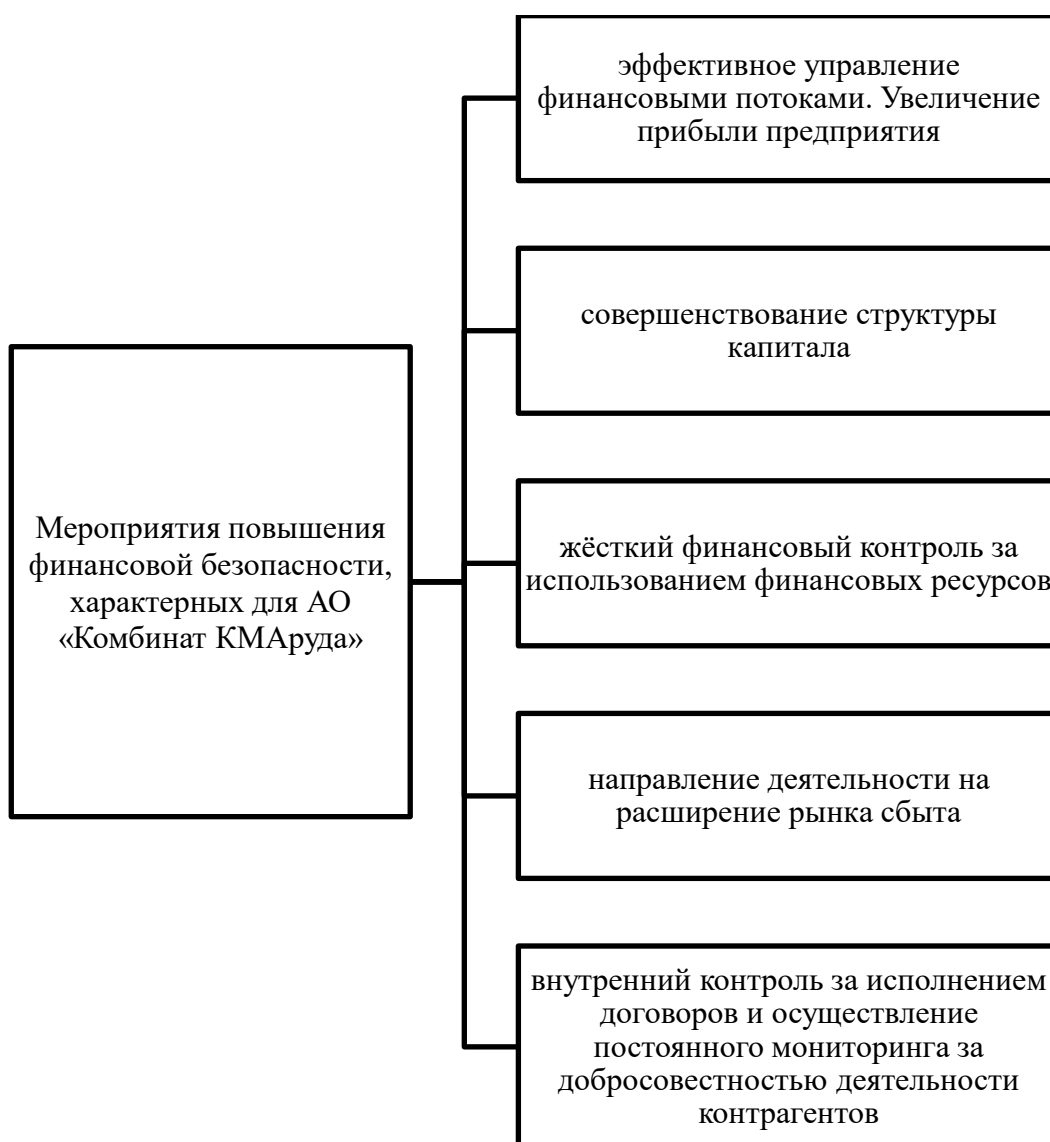 Мероприятия повышения
финансовой безопасности,
характерных для АО
«Комбинат КМАруда»
эффективное управление
финансовыми потоками. Увеличение
прибыли предприятия
совершенствование структуры
капитала
жёсткий финансовый контроль за
использованием финансовых ресурсов
направление деятельности на
расширение рынка сбыта
внутренний контроль за исполнением
договоров и осуществление
постоянного мониторинга за
добросовестностью деятельности
контрагентов